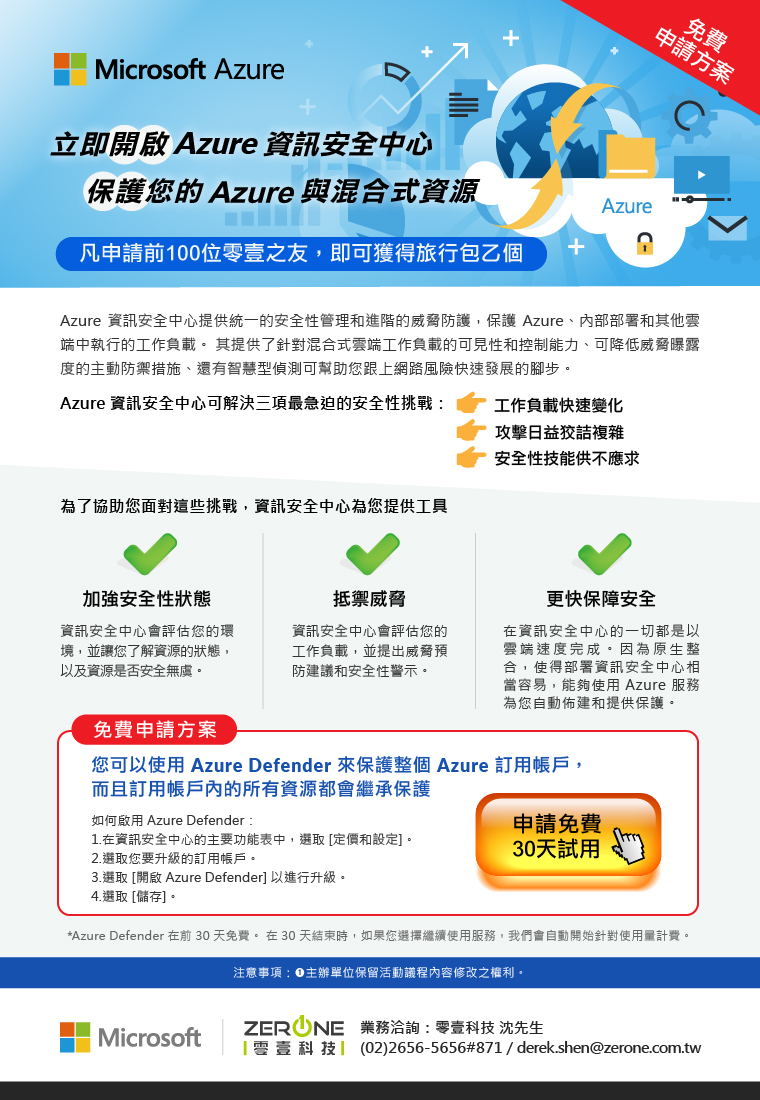 免費
申請方案
Microsoft Azure
立即開啟 Azure 資訊安全中心
保護您的 Azure 與混合式資源
Azure
凡申請前100位零壹之友，即可獲得旅行包乙個
Azure 資訊安全中心提供統一的安全性管理和進階的威脅防護，保護 Azure、內部部署和其他雲
端中執行的工作負載。 其提供了針對混合式雲端工作負載的可見性和控制能力、可降低威脅曝露
度的主動防禦措施、還有智慧型偵測可幫助您跟上網路風險快速發展的腳步。
Azure 資訊安全中心可解決三項最急迫的安全性挑戰：
工作負載快速變化
攻擊日益狡詰複雜
安全性技能供不應求
為了協助您面對這些挑戰，資訊安全中心為您提供工具
加強安全性狀態
資訊安全中心會評估您的環
境，並讓您了解資源的狀態，
以及資源是否安全無虞。
抵禦威脅
資訊安全中心會評估您的
工作負載，並提出威脅預
防建議和安全性警示。
更快保障安全
在資訊安全中心的一切都是以
雲端速度完成。因為原生整
合，使得部署資訊安全中心相
當容易，能夠使用 Azure 服務
為您自動佈建和提供保護。
免費申請方案
您可以使用 Azure Defender 來保護整個 Azure 訂用帳戶，
而且訂用帳戶內的所有資源都會繼承保護
如何啟用 Azure Defender：
1.在資訊安全中心的主要功能表中，選取 [定價和設定]。
2.選取您要升級的訂用帳戶。
3.選取 [開啟 Azure Defender] 以進行升級。
4.選取 [儲存]。
申請免費
30天試用
*Azure Defender 在前 30 天免費。 在 30 天結束時，如果您選擇繼續使用服務，我們會自動開始針對使用量計費。
注意事項：❶主辦單位保留活動議程內容修改之權利。
Microsoft
ZERONE
零壹科技
業務洽詢：零壹科技 沈先生
(02)2656-5656#871 / derek.shen@zerone.com.tw